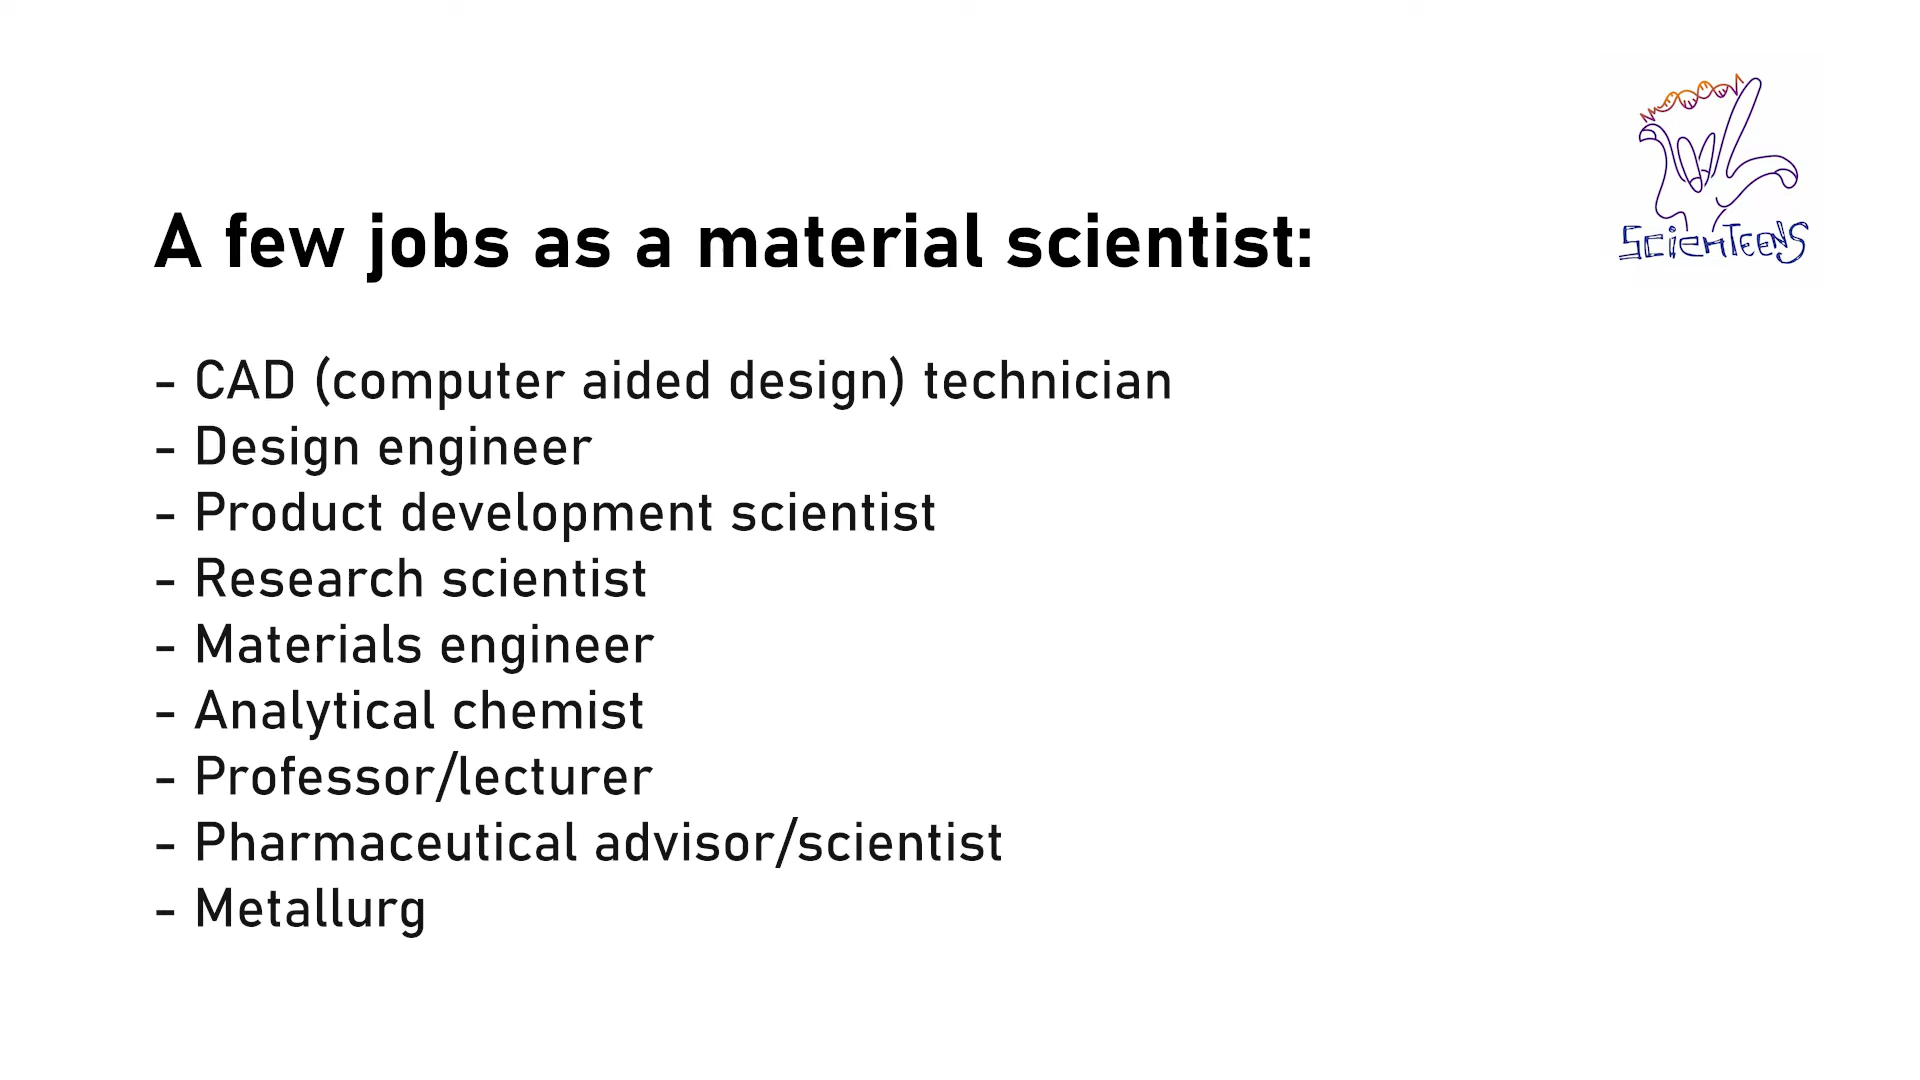 A few jobs as a material scientist:
SCIENTEENS
- CAD (computer aided design) technician
- Design engineer
- Product development scientist
- Research scientist
- Materials engineer
- Analytical chemist
- Professor/lecturer
- Pharmaceutical advisor/scientist
- Metallurg